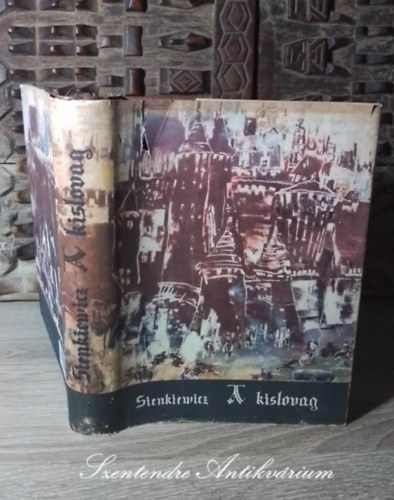 Sienkiewicz A kislovag
Sienkiewicz A kislovag
Szentendre Antikvárium